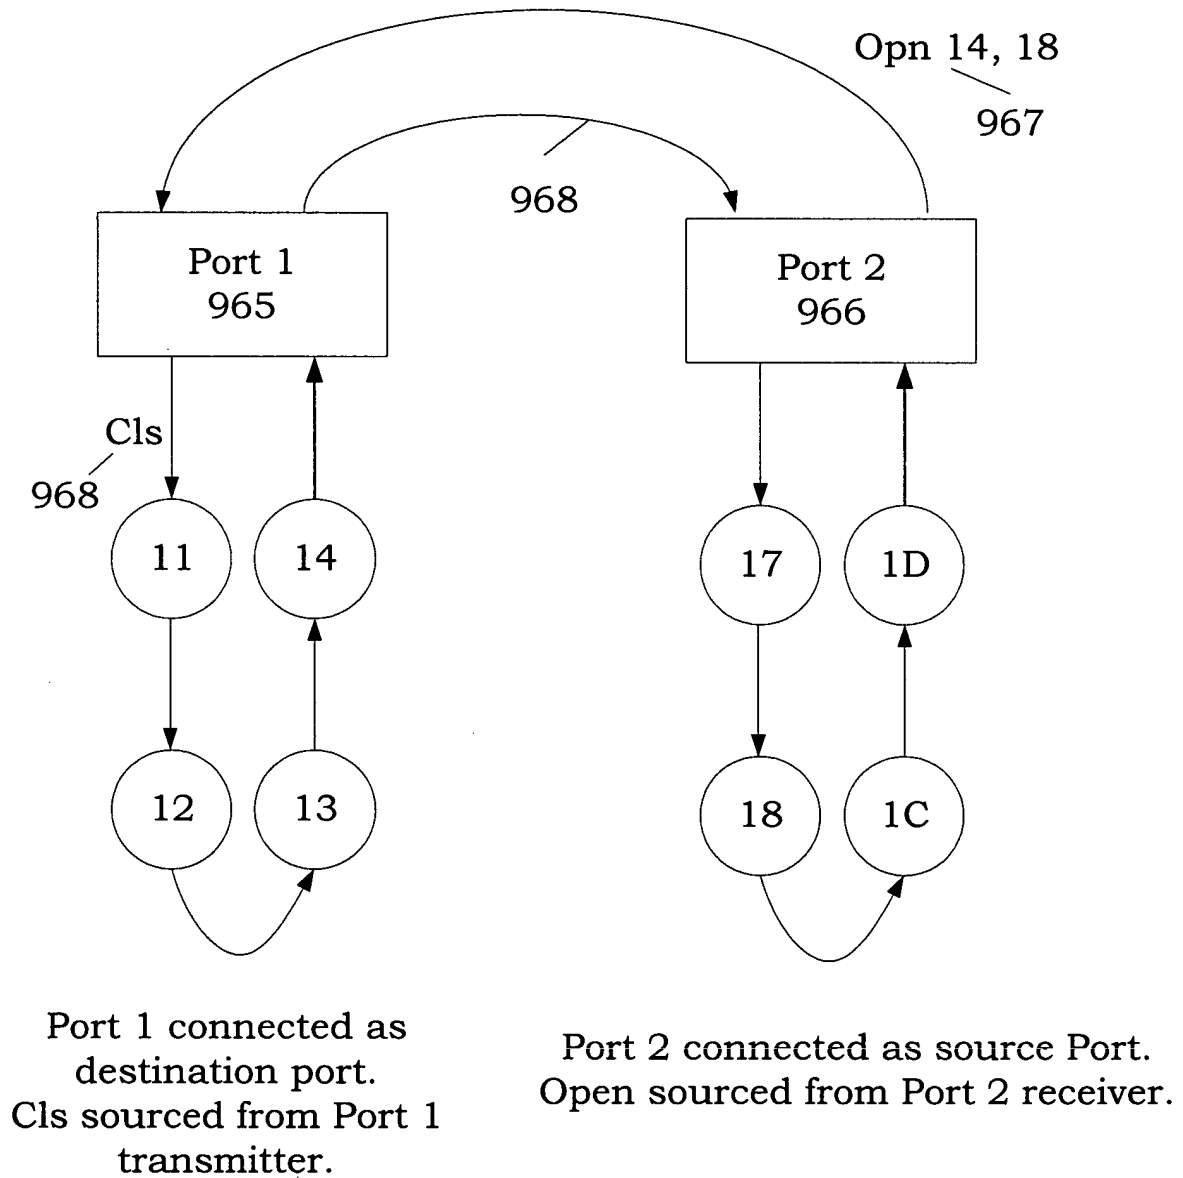 Opn 14, 18
967
968
Port 1
965
Port 2
966
Cls
968
11
14
17
1D
12
13
18
1C
Port 1 connected as
destination port.
Cls sourced from Port 1
transmitter.
Port 2 connected as source Port.
Open sourced from Port 2 receiver.